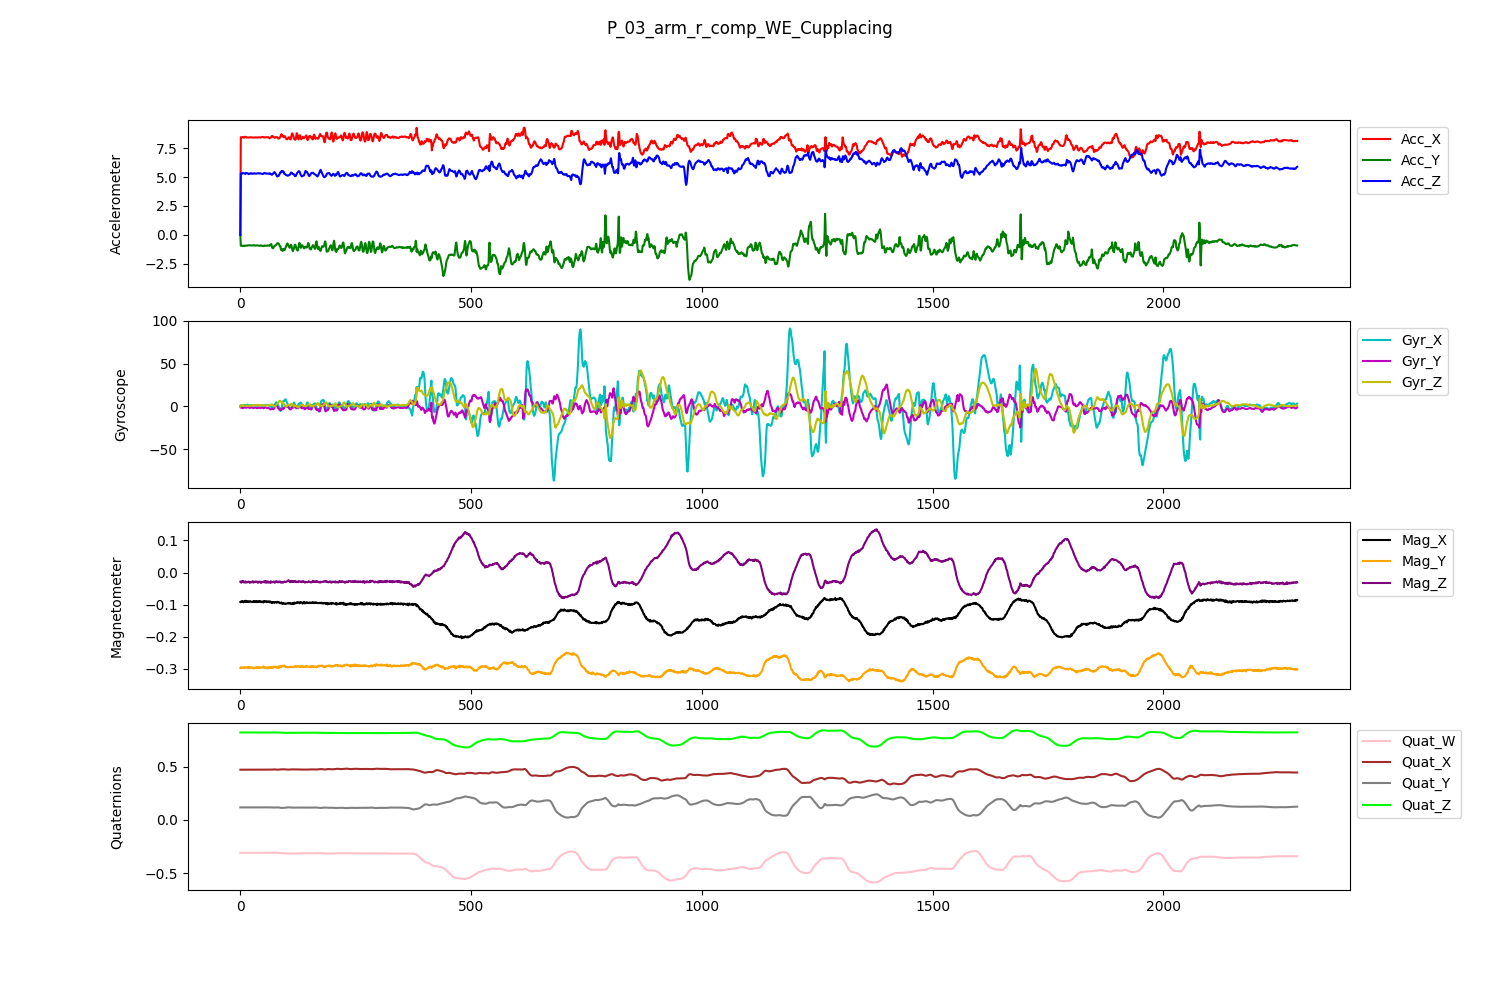 P_03_arm_r_comp_WE_Cupplacing
Accelerometer
7.5
5.0
2.5
0.0
−2.5
0 500 1000 1500 2000
Acc_X
Acc_Y
Acc_Z
Gyroscope
100
50
0
−50
0 500 1000 1500 2000
Gyr_X
Gyr_Y
Gyr_Z
Magnetometer
0.1
0.0
−0.1
−0.2
−0.3
0 500 1000 1500 2000
Mag_X
Mag_Y
Mag_Z
Quaternions
0.5
0.0
−0.5
0 500 1000 1500 2000
Quat_W
Quat_X
Quat_Y
Quat_Z